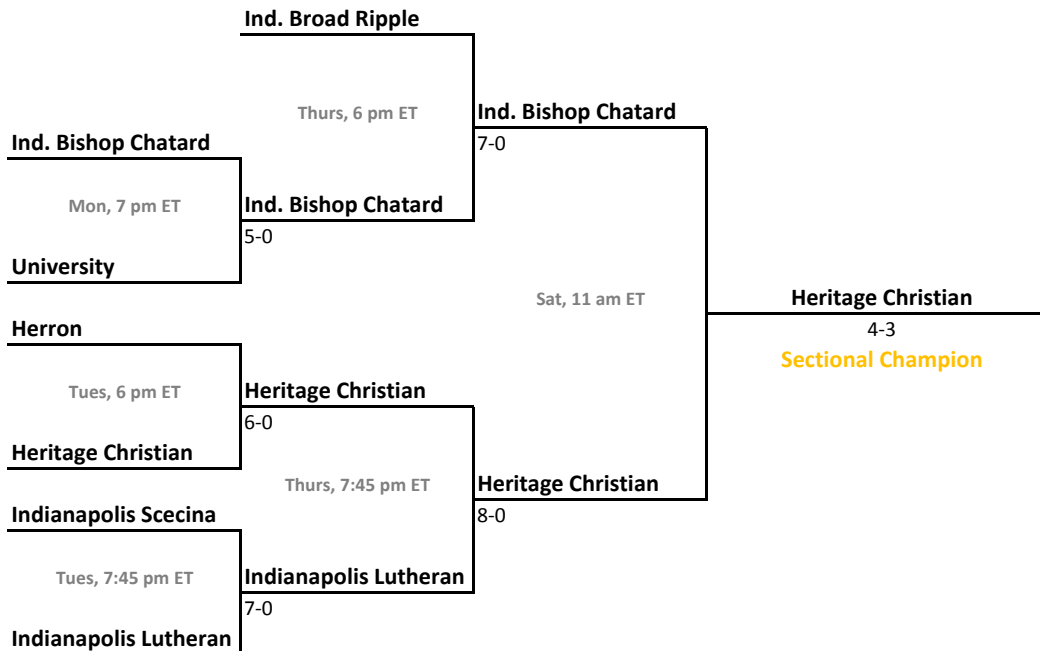 Ind. Broad Ripple
Thurs, 6 pm ET
Ind. Bishop Chatard
7-0
Ind. Bishop Chatard
Mon, 7 pm ET
Ind. Bishop Chatard
5-0
University
Sat, 11 am ET
Heritage Christian
4-3
Sectional Champion
Herron
Tues, 6 pm ET
Heritage Christian
6-0
Heritage Christian
Thurs, 7:45 pm ET
Heritage Christian
8-0
Indianapolis Scecina
Tues, 7:45 pm ET
Indianapolis Lutheran
7-0
Indianapolis Lutheran